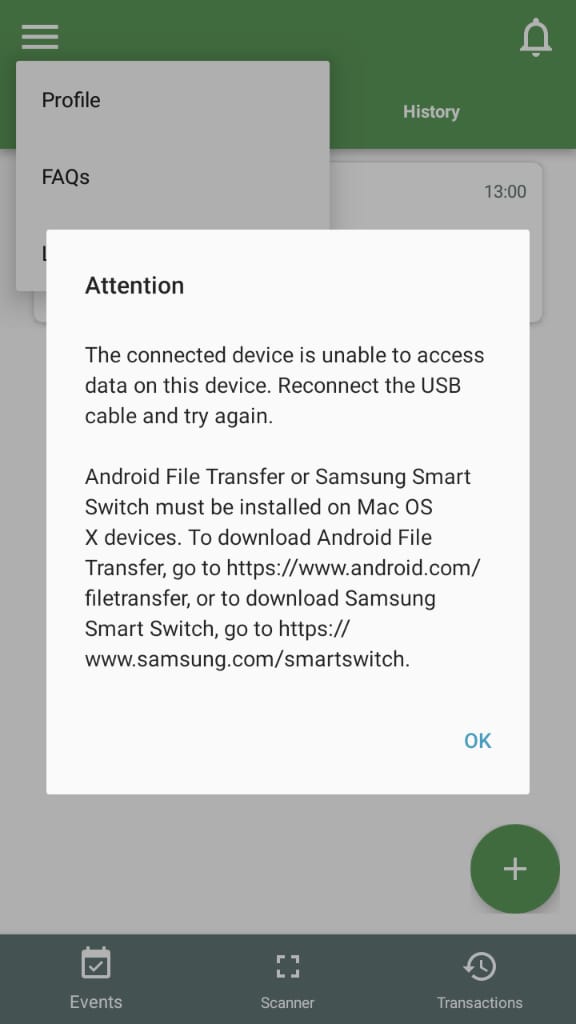 Profile
History
FAQs
13:00
Attention
The connected device is unable to access
data on this device. Reconnect the USB
cable and try again.
Android File Transfer or Samsung Smart
Switch must be installed on Mac OS
X devices. To download Android File
Transfer, go to https://www.android.com/
filetransfer, or to download Samsung
Smart Switch, go to https://
www.samsung.com/smartswitch.
OK
Events
Scanner
Transactions